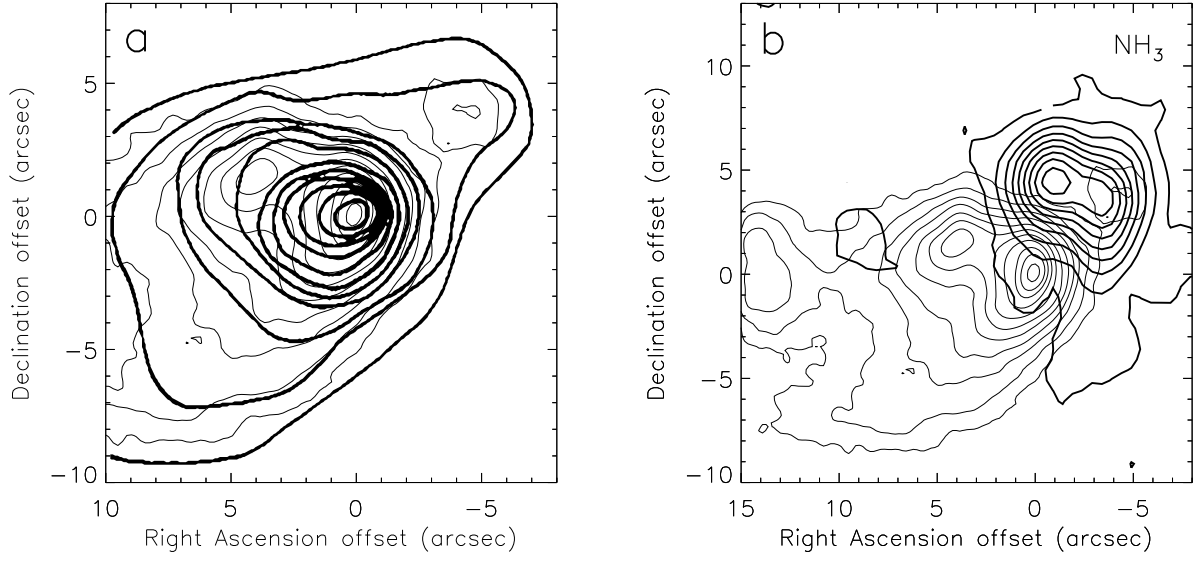 a
5
0
−5
−10
10 5 0 −5
Right Ascension offset (arcsec)
Declination offset (arcsec)
b
NH3
10
5
0
−5
−10
15 10 5 0 −5
Right Ascension offset (arcsec)
Declination offset (arcsec)